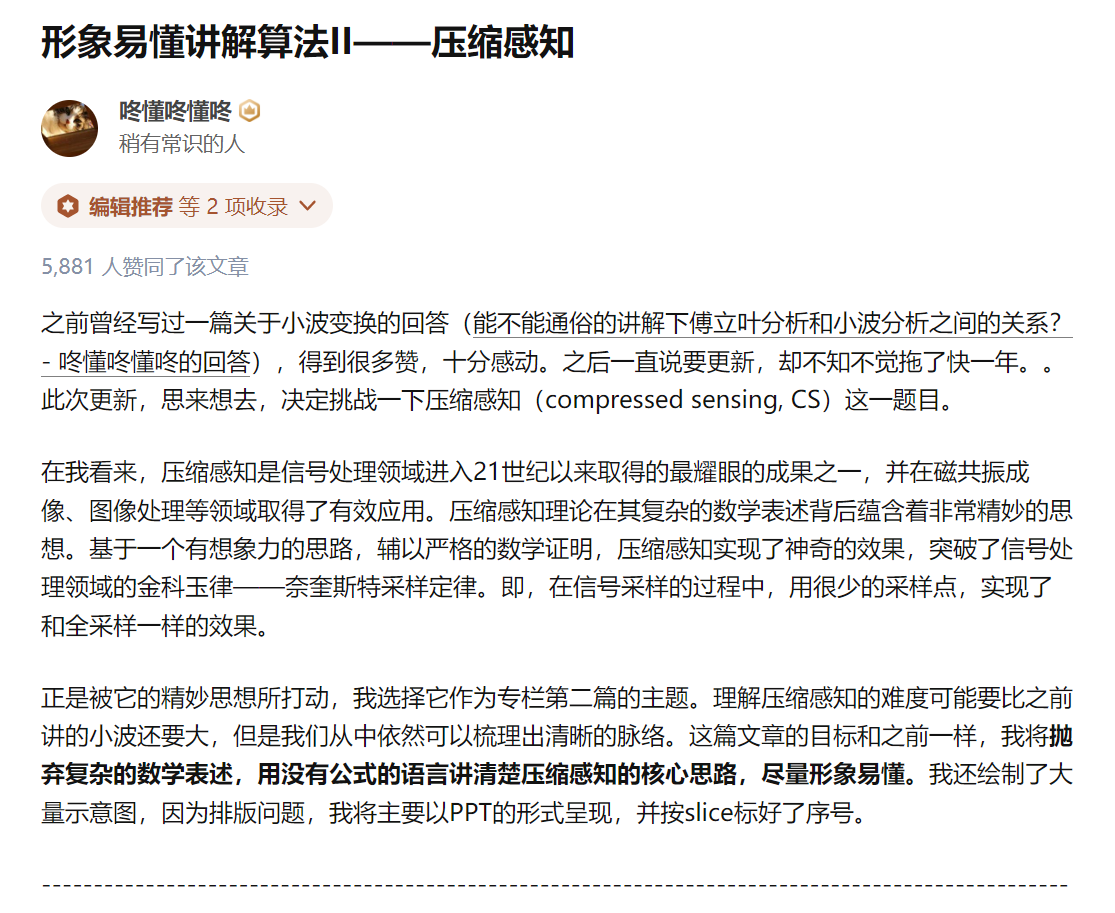 形象易懂讲解算法II——压缩感知
咚懂咚懂咚
稍有常识的人
编辑推荐 等 2 项收录
5,881 人赞同了该文章
之前曾经写过一篇关于小波变换的回答（能不能通俗的讲解下傅立叶分析和小波分析之间的关系？
- 咚懂咚懂咚的回答），得到很多赞，十分感动。之后一直说要更新，却不知不觉拖了快一年。。
此次更新，思来想去，决定挑战一下压缩感知（compressed sensing, CS）这一题目。
在我看来，压缩感知是信号处理领域进入21世纪以来取得的最耀眼的成果之一，并在磁共振成
像、图像处理等领域取得了有效应用。压缩感知理论在其复杂的数学表述背后蕴含着非常精妙的思
想。基于一个有想象力的思路，辅以严格的数学证明，压缩感知实现了神奇的效果，突破了信号处
理领域的金科玉律——奈奎斯特采样定律。即，在信号采样的过程中，用很少的采样点，实现了
和全采样一样的效果。
正是被它的精妙思想所打动，我选择它作为专栏第二篇的主题。理解压缩感知的难度可能要比之前
讲的小波还要大，但是我们从中依然可以梳理出清晰的脉络。这篇文章的目标和之前一样，我将抛
弃复杂的数学表述，用没有公式的语言讲清楚压缩感知的核心思路，尽量形象易懂。我还绘制了大
量示意图，因为排版问题，我将主要以PPT的形式呈现，并按slice标好了序号。